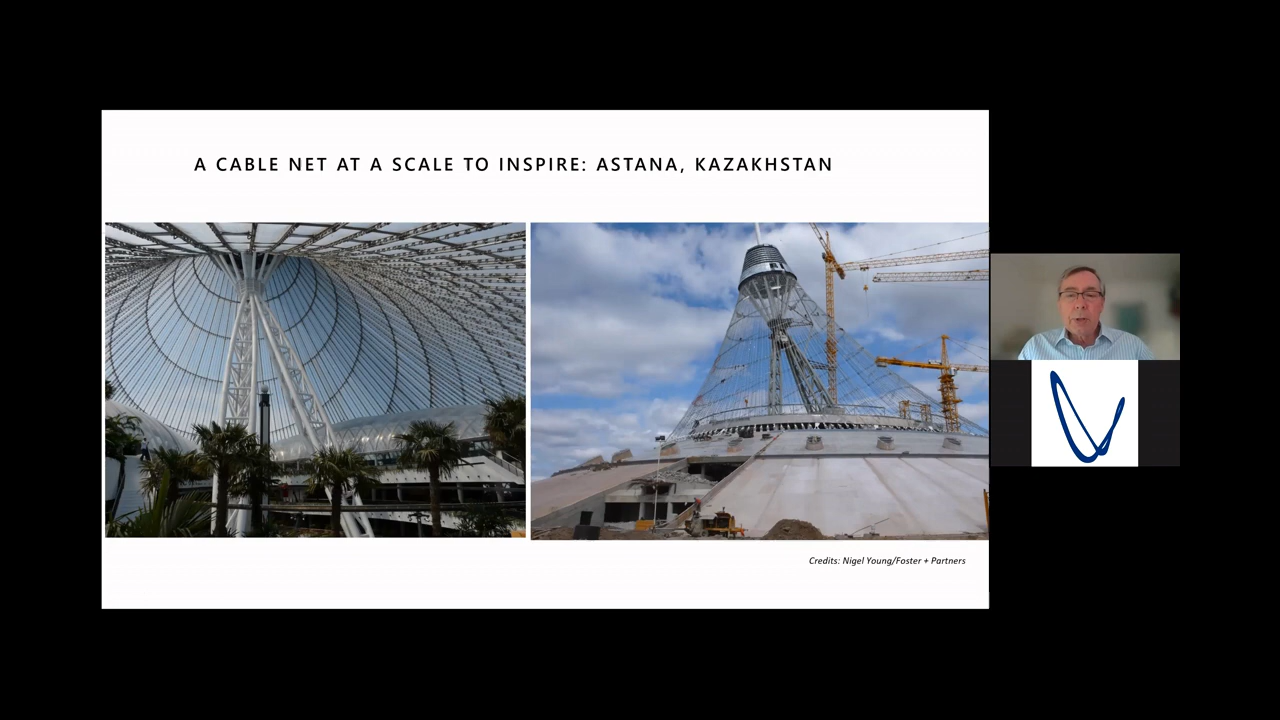 A CABLE NET AT A SCALE TO INSPIRE: ASTANA, KAZAKHSTAN
Credits: Nigel Young/Foster + Partners